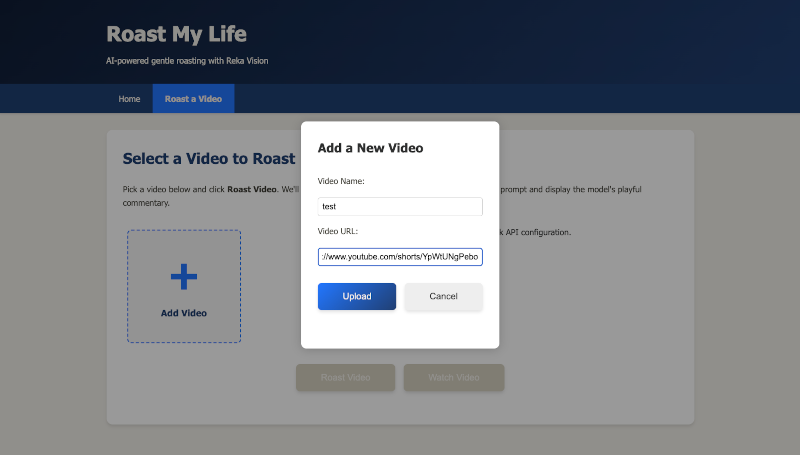 Roast My Life
AI-powered gentle roasting with Reka Vision
Home
Roast a Video
Select a Video to Roast
Pick a video below and click Roast Video. We'll
prompt and display the model's playful
commentary.
k API configuration.
Add Video
Add a New Video
Video Name:
test
Video URL:
://www.youtube.com/shorts/YpWtUNgPebo
Upload
Cancel
Roast Video
Watch Video